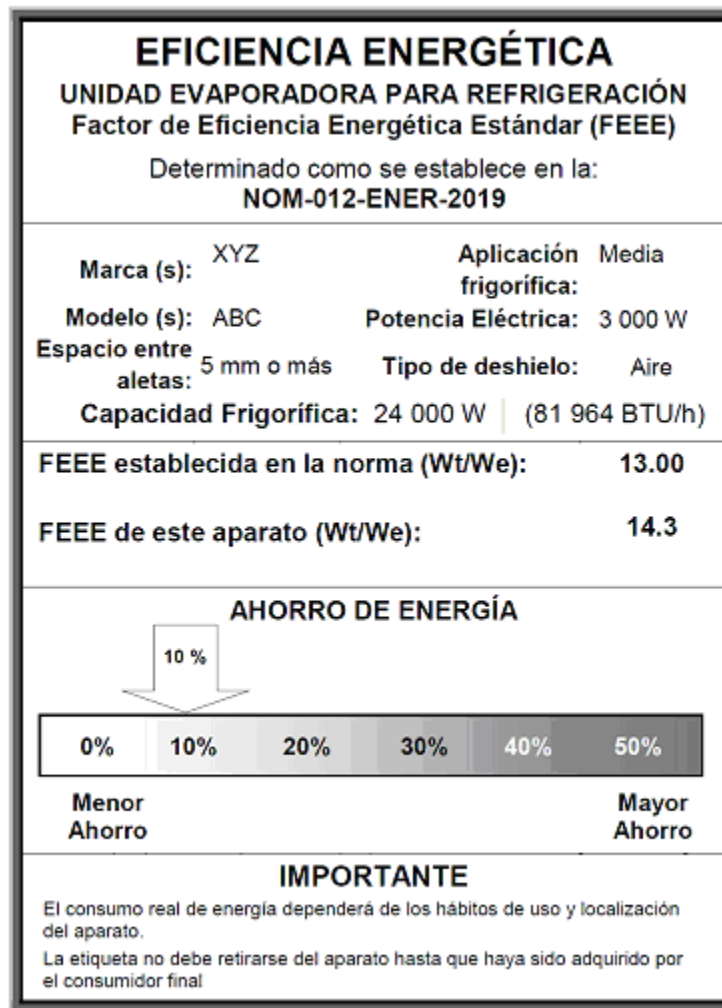 EFICIENCIA ENERGÉTICA
UNIDAD EVAPORADORA PARA REFRIGERACIÓN
Factor de Eficiencia Energética Estándar (FEEE)
Determinado como se establece en la:
NOM-012-ENER-2019
Marca (s): XYZ Aplicación frigorífica: Media
Modelo (s): ABC Potencia Eléctrica: 3 000 W
Espacio entre aletas: 5 mm o más Tipo de deshielo: Aire
Capacidad Frigorífica: 24 000 W (81 964 BTU/h)
FEEE establecida en la norma (Wt/We): 13.00
FEEE de este aparato (Wt/We): 14.3
AHORRO DE ENERGÍA
10 %
0% 10% 20% 30% 40% 50%
Menor Ahorro Mayor Ahorro
IMPORTANTE
El consumo real de energía dependerá de los hábitos de uso y localización
del aparato.
La etiqueta no debe retirarse del aparato hasta que haya sido adquirido por
el consumidor final